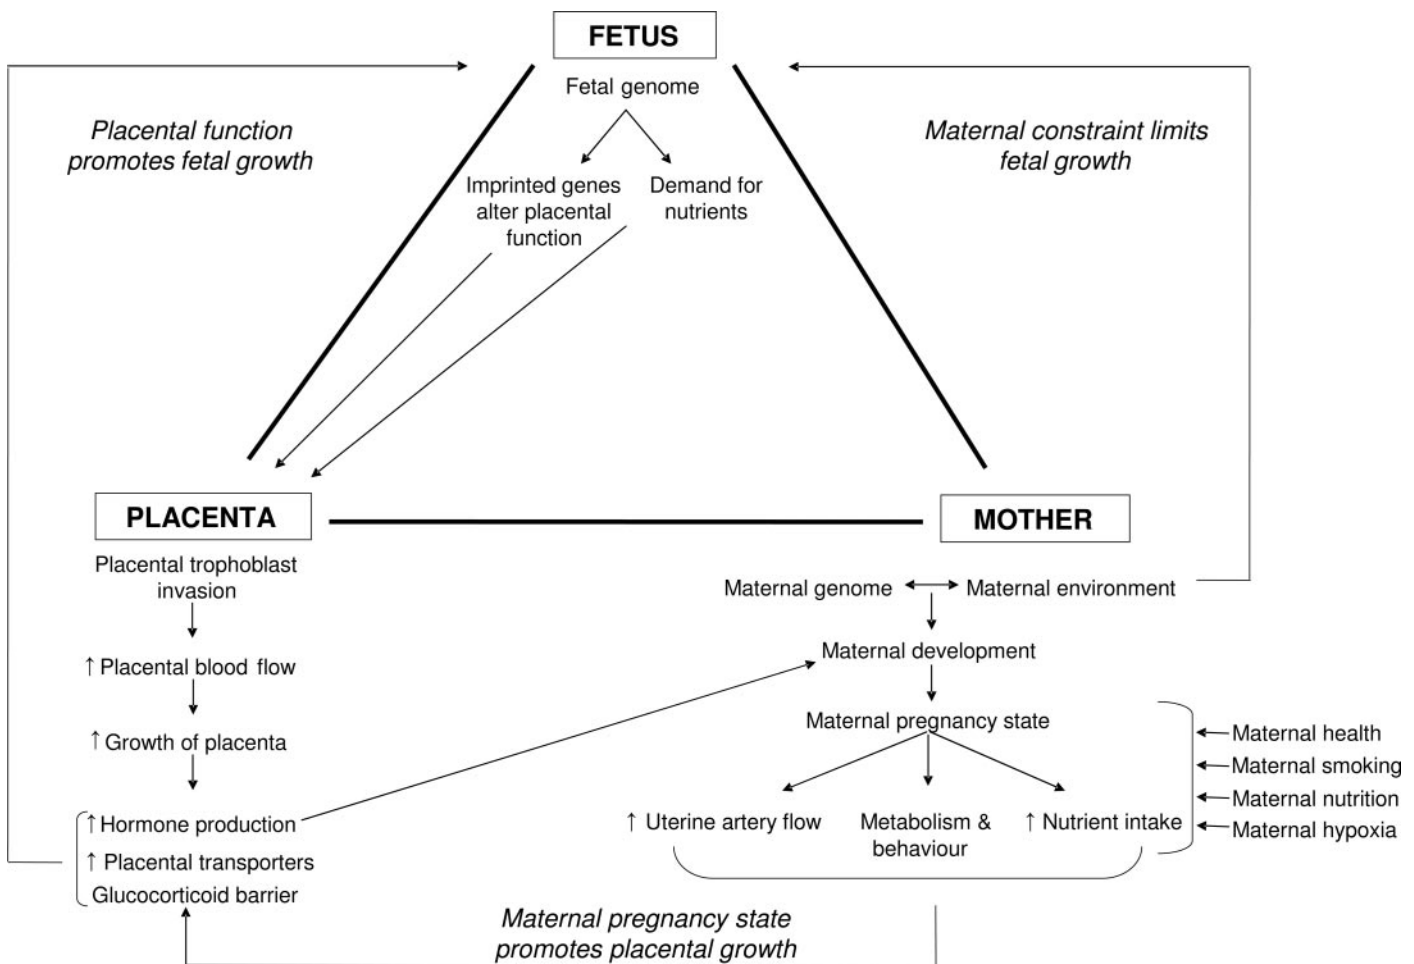 FETUS
Fetal genome
Placental function
promotes fetal growth
Maternal constraint limits
fetal growth
Imprinted genes
alter placental
function
Demand for
nutrients
PLACENTA
MOTHER
Placental trophoblast
invasion
↑ Placental blood flow
↑ Growth of placenta
↑ Hormone production
↑ Placental transporters
Glucocorticoid barrier
Maternal genome
Maternal environment
Maternal development
Maternal pregnancy state
↑ Uterine artery flow
Metabolism &
behaviour
↑ Nutrient intake
Maternal health
Maternal smoking
Maternal nutrition
Maternal hypoxia
Maternal pregnancy state
promotes placental growth